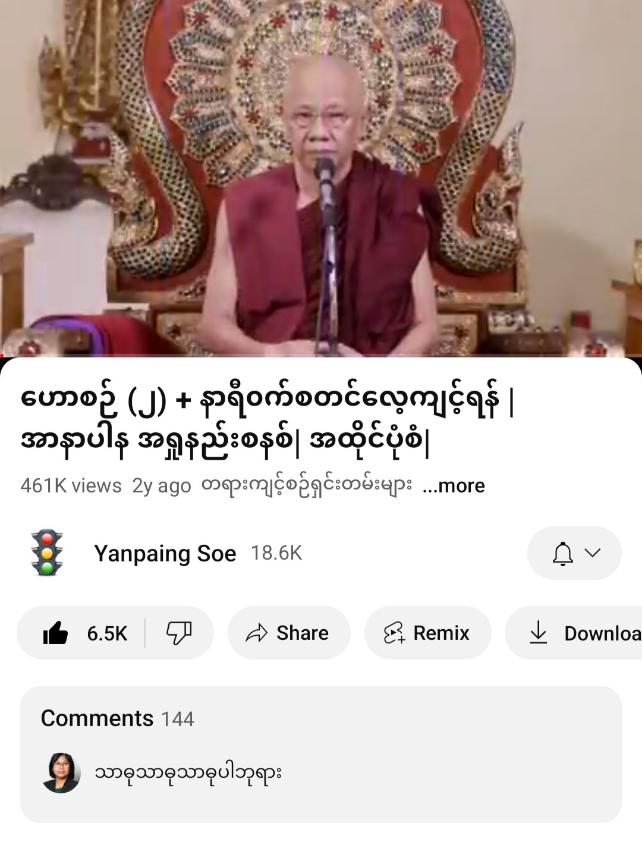 ဟောစဉ် (၂) + နာရီဝက်စတင်လေ့ကျင့်ရန် |
အာနာပါန အရှုနည်းစနစ်| အထိုင်ပုံစံ|
461K views 2y ago တရားကျင့်စဉ်ရှင်းတမ်းများ ...more
Yanpaing Soe 18.6K
6.5K Share Remix Downloa
Comments 144
သာဓုသာဓုသာဓုပါဘုရား